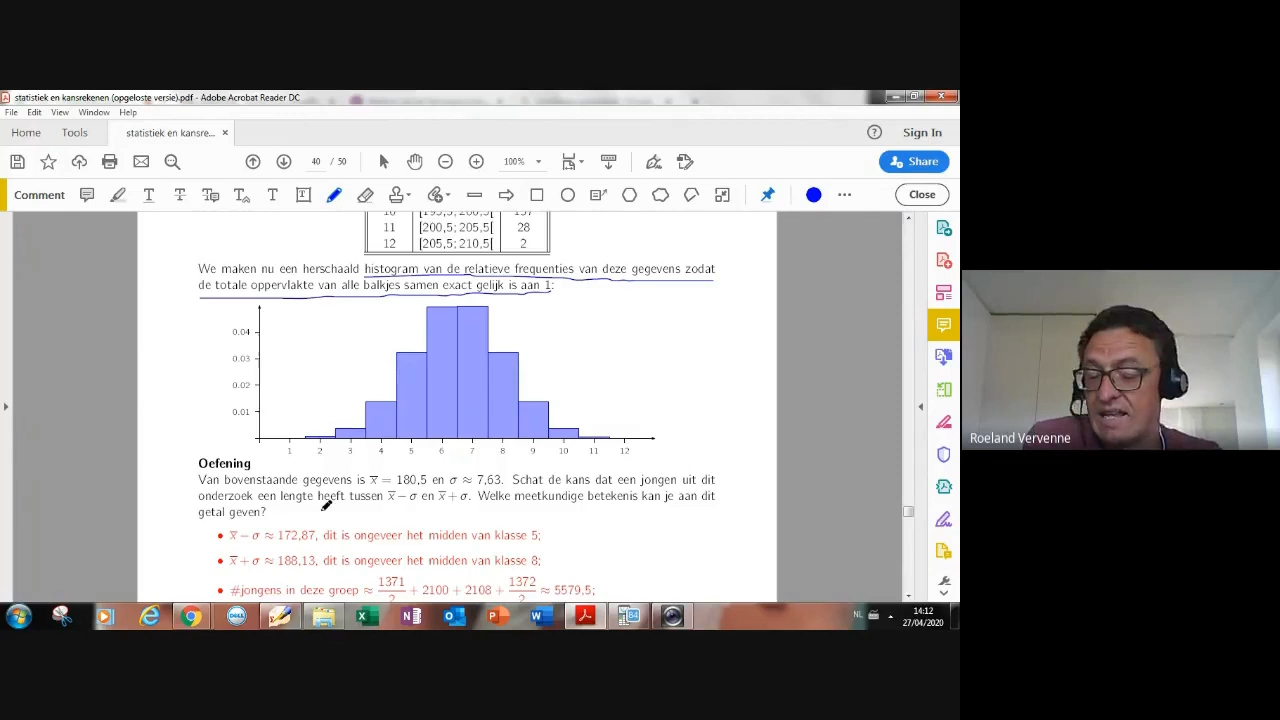 statistiek en kansrekenen (opgeloste versie).pdf - Adobe Acrobat Reader DC
File Edit View Window Help
Home Tools statistiek en kansre... × Sign In
40 / 50 100% Share
Comment Close
10 [195,5; 200,5[ 137
11 [200,5; 205,5[ 28
12 [205,5; 210,5[ 2
We maken nu een herschaald histogram van de relatieve frequenties van deze gegevens zodat
de totale oppervlakte van alle balkjes samen exact gelijk is aan 1:
0.04
0.03
0.02
0.01
1 2 3 4 5 6 7 8 9 10 11 12
Oefening
Van bovenstaande gegevens is x̅ = 180,5 en σ ≈ 7,63. Schat de kans dat een jongen uit dit
onderzoek een lengte heeft tussen x̅ − σ en x̅ + σ. Welke meetkundige betekenis kan je aan dit
getal geven?
• x̅ − σ ≈ 172,87, dit is ongeveer het midden van klasse 5;
• x̅ + σ ≈ 188,13, dit is ongeveer het midden van klasse 8;
• #jongens in deze groep ≈ 1371/2 + 2100 + 2108 + 1372/2 ≈ 5579,5;
Roeland Vervenne
NL 14:12
27/04/2020